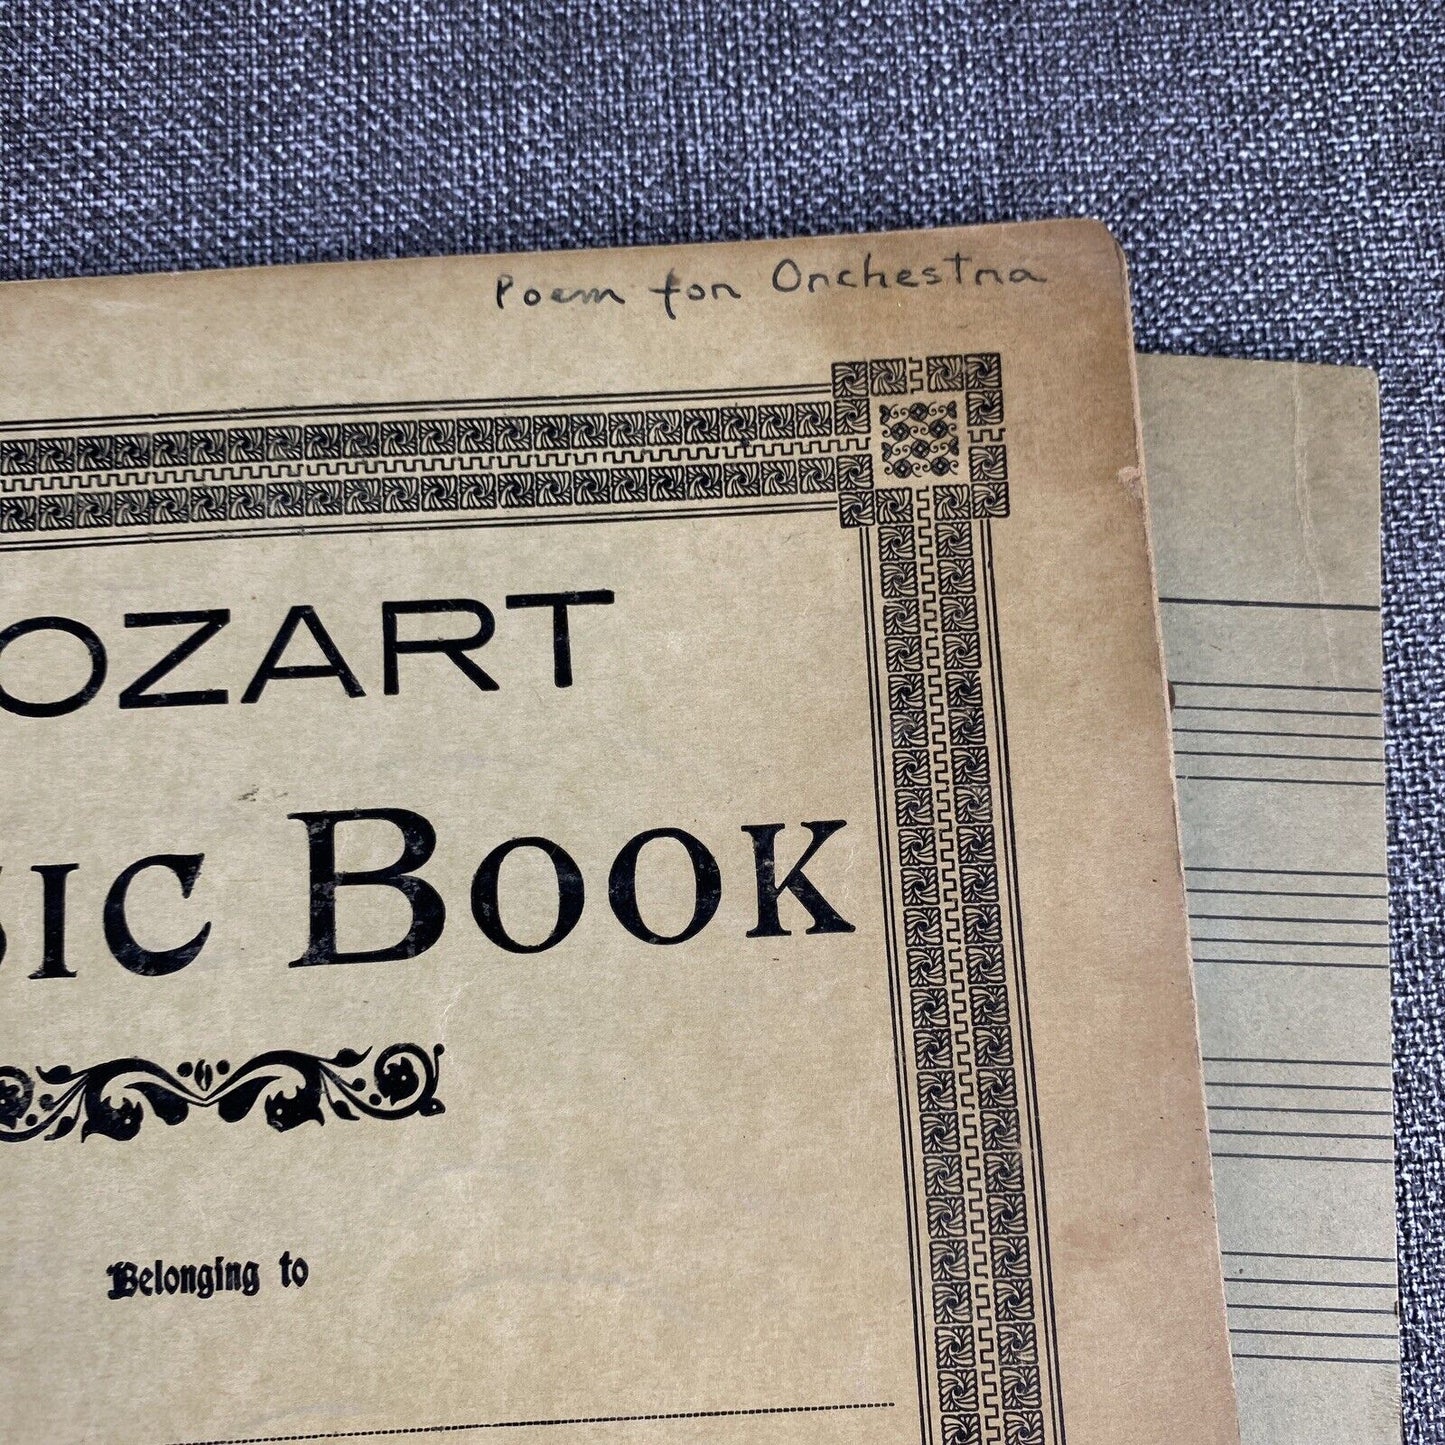 Poem for Orchestra
OZART
SIC BOOK
Belonging to